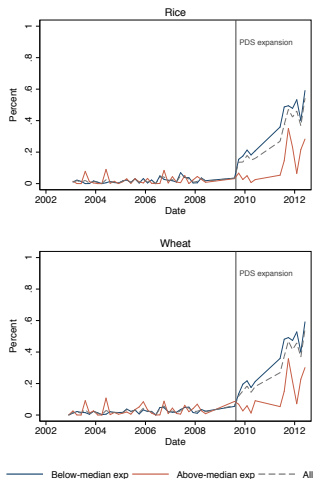 Rice
1
.8
.6
.4
.2
0
Percent
PDS expansion
2002 2004 2006 2008 2010 2012
Date
Wheat
1
.8
.6
.4
.2
0
Percent
PDS expansion
2002 2004 2006 2008 2010 2012
Date
Below-median exp Above-median exp All